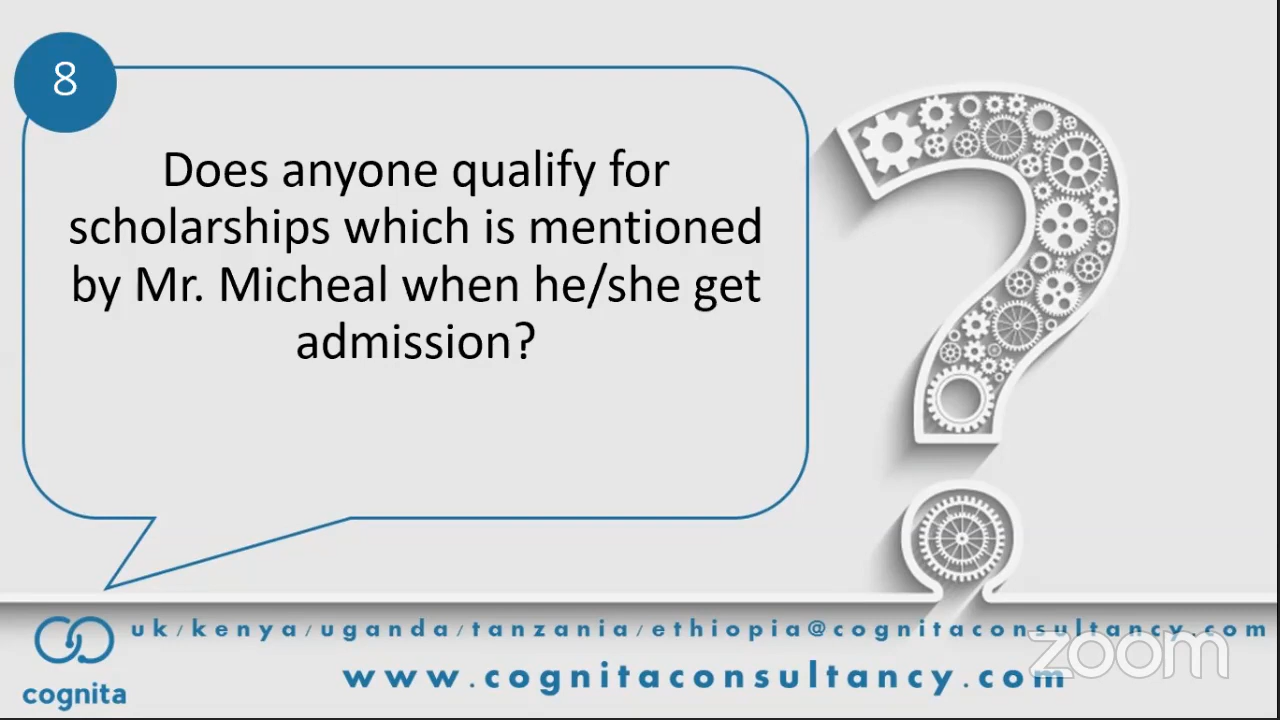 8
Does anyone qualify for
scholarships which is mentioned
by Mr. Micheal when he/she get
admission?
uk/kenya/uganda/tanzania/ethiopia@cognitaconsultancy.com
www.cognitaconsultancy.com
cognita
zoom